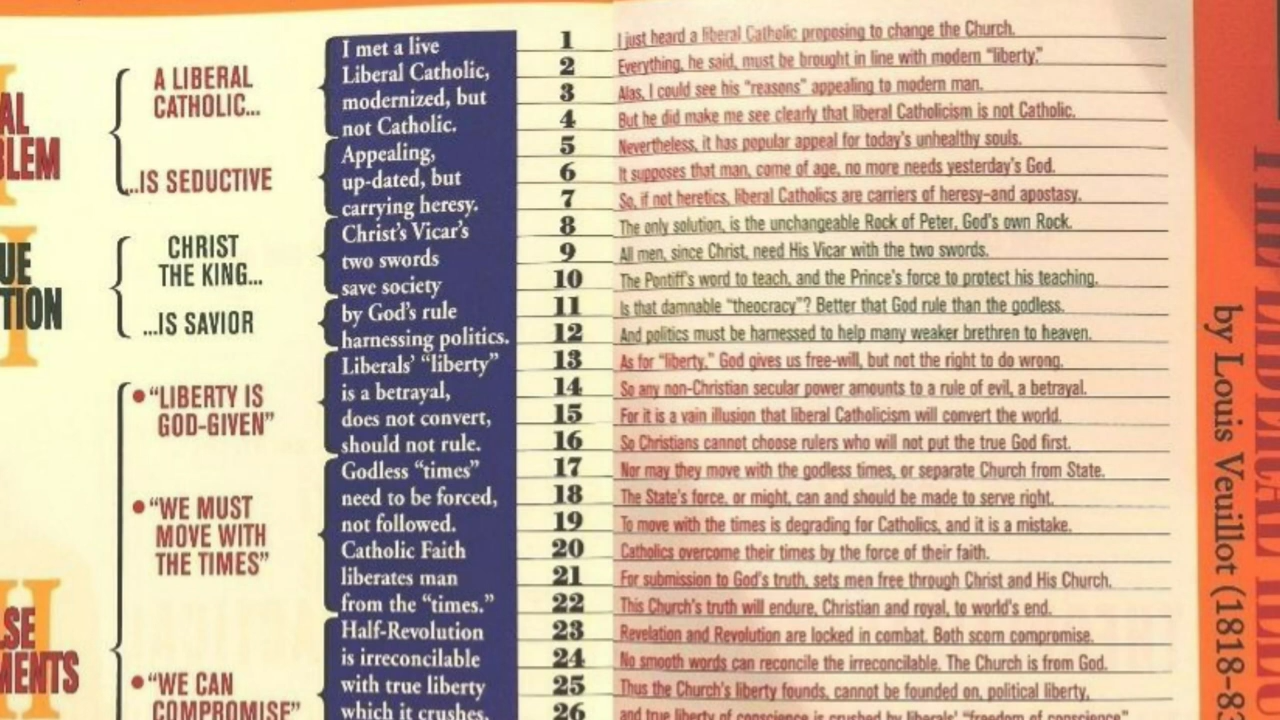 A LIBERAL
CATHOLIC...
...IS SEDUCTIVE
CHRIST
THE KING...
...IS SAVIOR
• "LIBERTY IS
GOD-GIVEN"
• "WE MUST
MOVE WITH
THE TIMES"
• "WE CAN
COMPROMISE"
I met a live
Liberal Catholic,
modernized, but
not Catholic.
Appealing,
up-dated, but
carrying heresy.
Christ's Vicar's
two swords
save society
by God's rule
harnessing politics.
Liberals' "liberty"
is a betrayal,
does not convert,
should not rule.
Godless "times"
need to be forced,
not followed.
Catholic Faith
liberates man
from the "times."
Half-Revolution
is irreconcilable
with true liberty
which it crushes.
1 I just heard a liberal Catholic proposing to change the Church.
2 Everything, he said, must be brought in line with modern "liberty."
3 Alas, I could see his "reasons" appealing to modern man.
4 But he did make me see clearly that liberal Catholicism is not Catholic.
5 Nevertheless, it has popular appeal for today's unhealthy souls.
6 It supposes that man, come of age, no more needs yesterday's God.
7 So, if not heretics, liberal Catholics are carriers of heresy–and apostasy.
8 The only solution, is the unchangeable Rock of Peter, God's own Rock.
9 All men, since Christ, need His Vicar with the two swords.
10 The Pontiff's word to teach, and the Prince's force to protect his teaching.
11 Is that damnable "theocracy"? Better that God rule than the godless.
12 And politics must be harnessed to help many weaker brethren to heaven.
13 As for "liberty," God gives us free-will, but not the right to do wrong.
14 So any non-Christian secular power amounts to a rule of evil, a betrayal.
15 For it is a vain illusion that liberal Catholicism will convert the world.
16 So Christians cannot choose rulers who will not put the true God first.
17 Nor may they move with the godless times, or separate Church from State.
18 The State's force, or might, can and should be made to serve right.
19 To move with the times is degrading for Catholics, and it is a mistake.
20 Catholics overcome their times by the force of their faith.
21 For submission to God's truth, sets men free through Christ and His Church.
22 This Church's truth will endure, Christian and royal, to world's end.
23 Revelation and Revolution are locked in combat. Both scorn compromise.
24 No smooth words can reconcile the irreconcilable. The Church is from God.
25 Thus the Church's liberty founds, cannot be founded on, political liberty,
26 and true liberty of conscience is crushed by liberals' "freedom of conscience"
by Louis Veuillot (1818-83